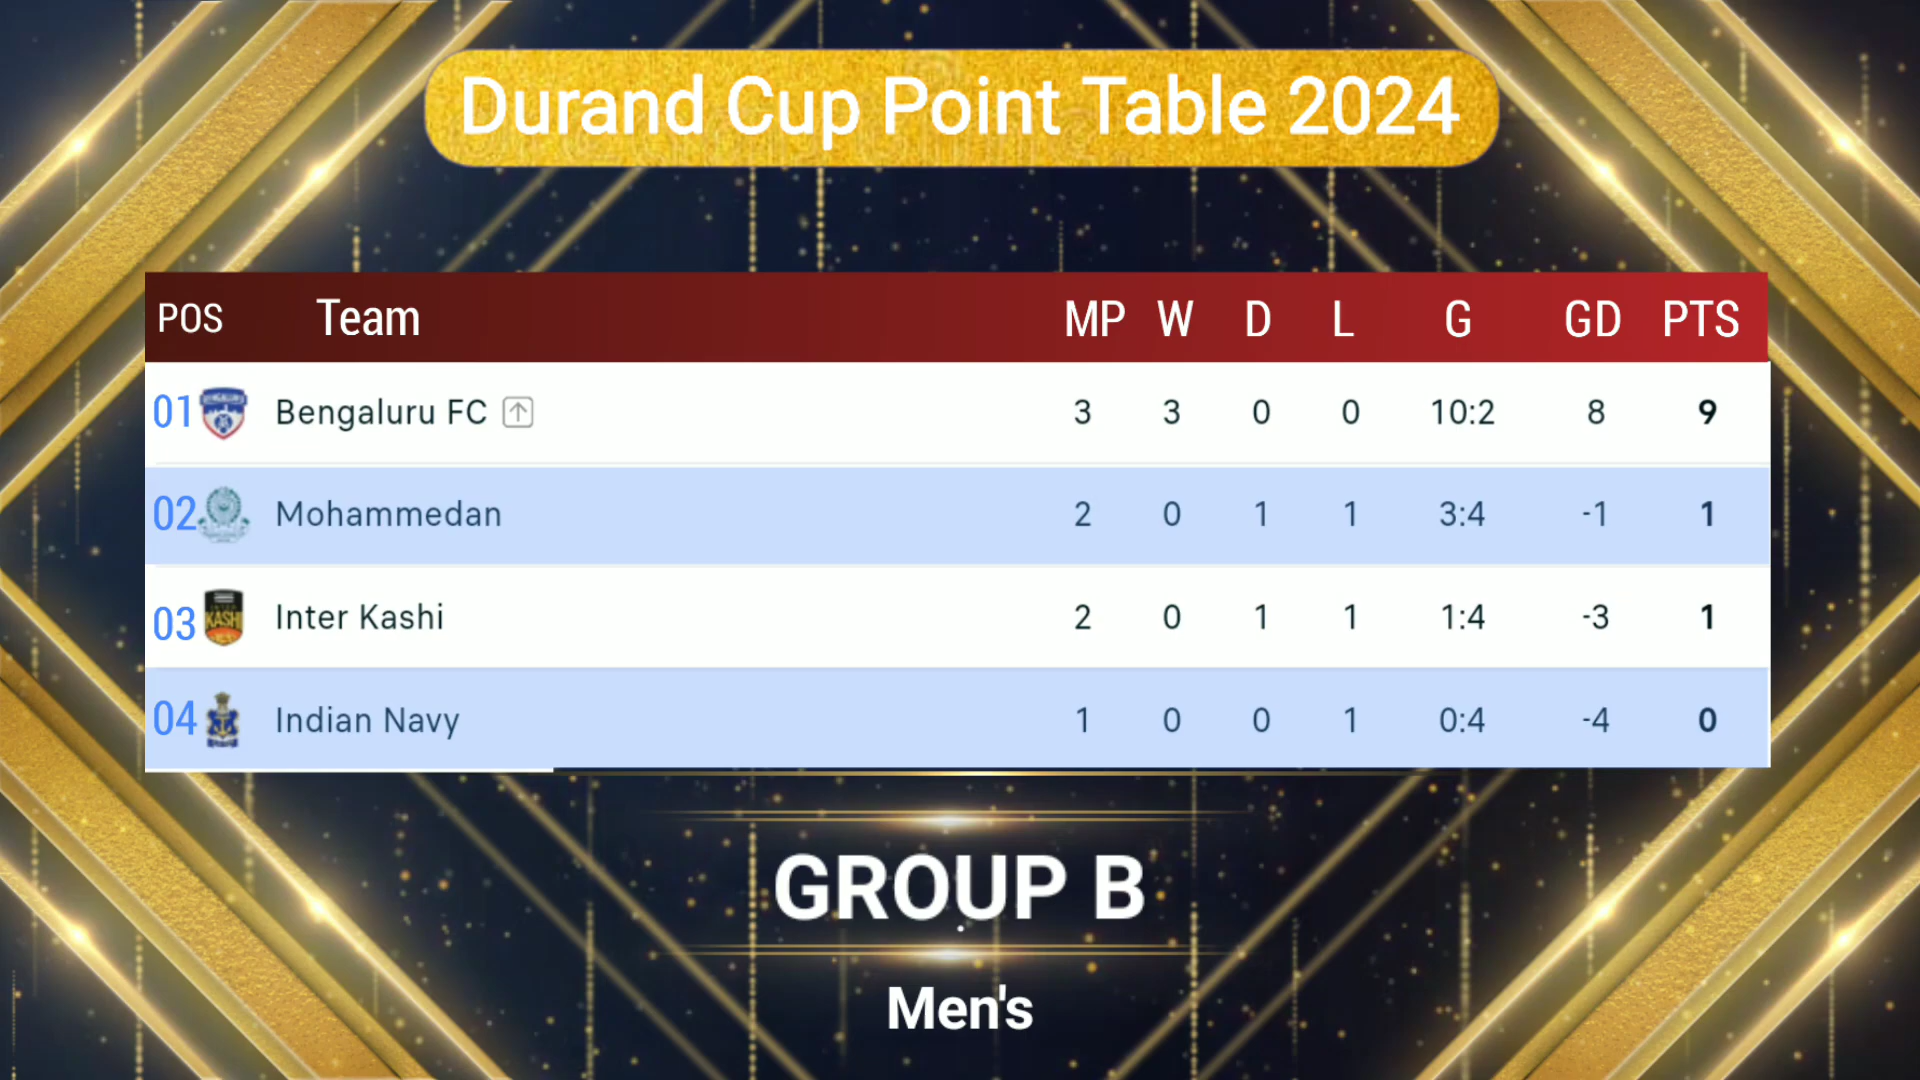 Durand Cup Point Table 2024
POS Team MP W D L G GD PTS
01 Bengaluru FC 3 3 0 0 10:2 8 9
02 Mohammedan 2 0 1 1 3:4 -1 1
03 Inter Kashi 2 0 1 1 1:4 -3 1
04 Indian Navy 1 0 0 1 0:4 -4 0
GROUP B
Men's